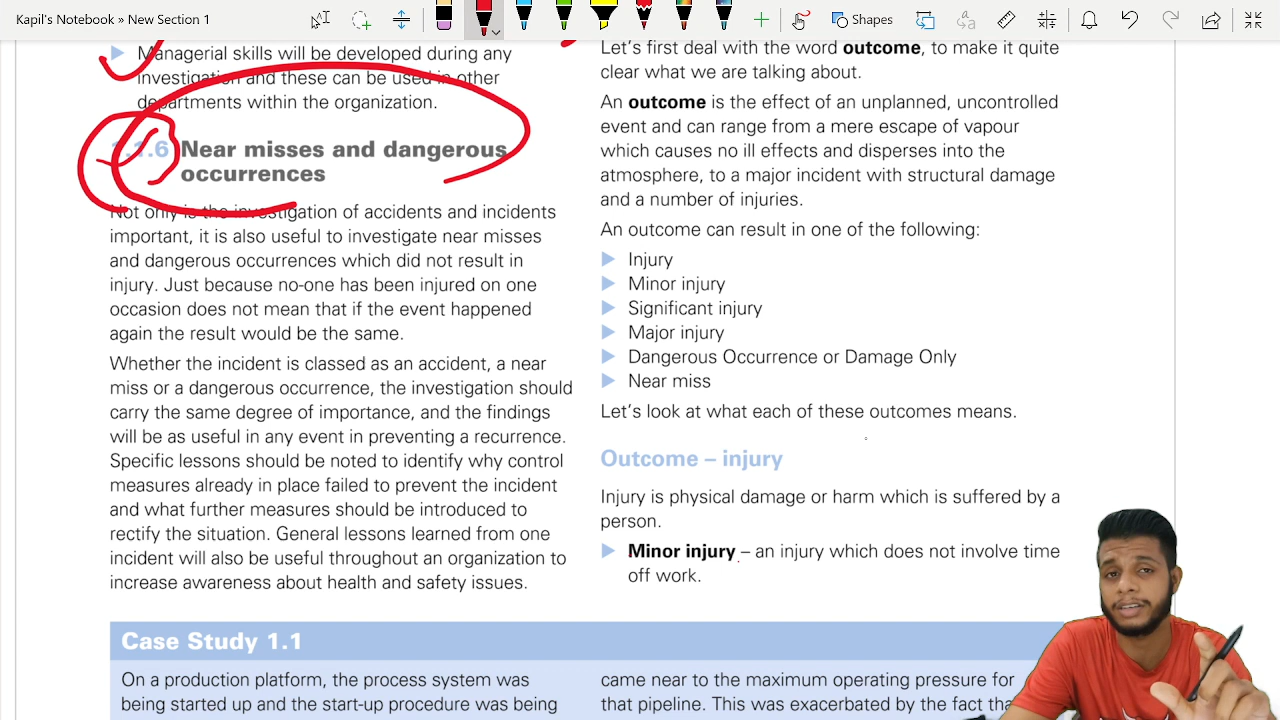 Kapil's Notebook » New Section 1
Shapes
Managerial skills will be developed during any
investigation and these can be used in other
departments within the organization.
1.1.6 Near misses and dangerous
occurrences
Not only is the investigation of accidents and incidents
important, it is also useful to investigate near misses
and dangerous occurrences which did not result in
injury. Just because no-one has been injured on one
occasion does not mean that if the event happened
again the result would be the same.
Whether the incident is classed as an accident, a near
miss or a dangerous occurrence, the investigation should
carry the same degree of importance, and the findings
will be as useful in any event in preventing a recurrence.
Specific lessons should be noted to identify why control
measures already in place failed to prevent the incident
and what further measures should be introduced to
rectify the situation. General lessons learned from one
incident will also be useful throughout an organization to
increase awareness about health and safety issues.
Let's first deal with the word outcome, to make it quite
clear what we are talking about.
An outcome is the effect of an unplanned, uncontrolled
event and can range from a mere escape of vapour
which causes no ill effects and disperses into the
atmosphere, to a major incident with structural damage
and a number of injuries.
An outcome can result in one of the following:
Injury
Minor injury
Significant injury
Major injury
Dangerous Occurrence or Damage Only
Near miss
Let's look at what each of these outcomes means.
Outcome – injury
Injury is physical damage or harm which is suffered by a
person.
Minor injury – an injury which does not involve time
off work.
Case Study 1.1
On a production platform, the process system was
being started up and the start-up procedure was being
came near to the maximum operating pressure for
that pipeline. This was exacerbated by the fact